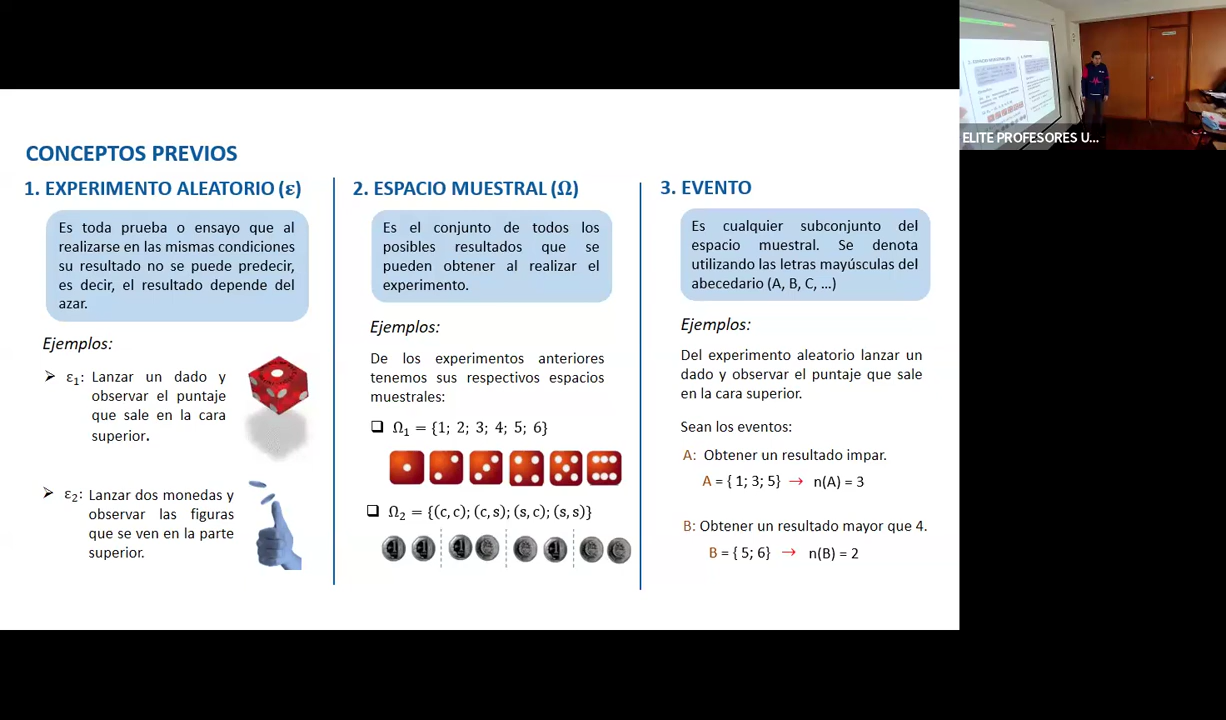 CONCEPTOS PREVIOS
1. EXPERIMENTO ALEATORIO (ε)
Es toda prueba o ensayo que al
realizarse en las mismas condiciones
su resultado no se puede predecir,
es decir, el resultado depende del
azar.
Ejemplos:
➢ ε₁: Lanzar un dado y
observar el puntaje
que sale en la cara
superior.
➢ ε₂: Lanzar dos monedas y
observar las figuras
que se ven en la parte
superior.
2. ESPACIO MUESTRAL (Ω)
Es el conjunto de todos los
posibles resultados que se
pueden obtener al realizar el
experimento.
Ejemplos:
De los experimentos anteriores
tenemos sus respectivos espacios
muestrales:
❑ Ω₁ = {1; 2; 3; 4; 5; 6}
❑ Ω₂ = {(c, c); (c, s); (s, c); (s, s)}
3. EVENTO
Es cualquier subconjunto del
espacio muestral. Se denota
utilizando las letras mayúsculas del
abecedario (A, B, C, ...)
Ejemplos:
Del experimento aleatorio lanzar un
dado y observar el puntaje que sale
en la cara superior.
Sean los eventos:
A: Obtener un resultado impar.
A = { 1; 3; 5} → n(A) = 3
B: Obtener un resultado mayor que 4.
B = { 5; 6} → n(B) = 2
ELITE PROFESORES U...